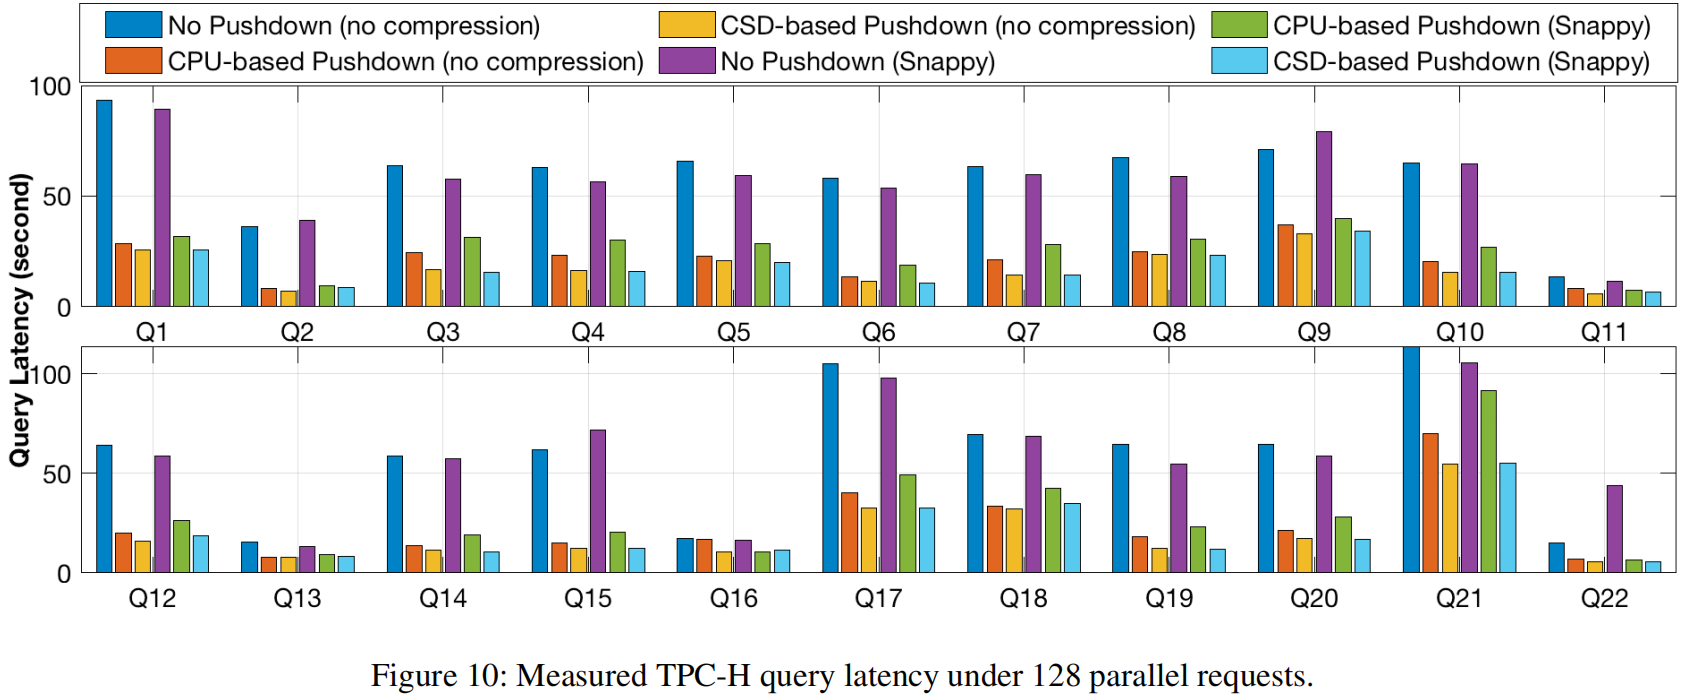 No Pushdown (no compression) CSD-based Pushdown (no compression) CPU-based Pushdown (Snappy)
CPU-based Pushdown (no compression) No Pushdown (Snappy) CSD-based Pushdown (Snappy)
Query Latency (second)
100
50
0
Q1 Q2 Q3 Q4 Q5 Q6 Q7 Q8 Q9 Q10 Q11
100
50
0
Q12 Q13 Q14 Q15 Q16 Q17 Q18 Q19 Q20 Q21 Q22
Figure 10: Measured TPC-H query latency under 128 parallel requests.